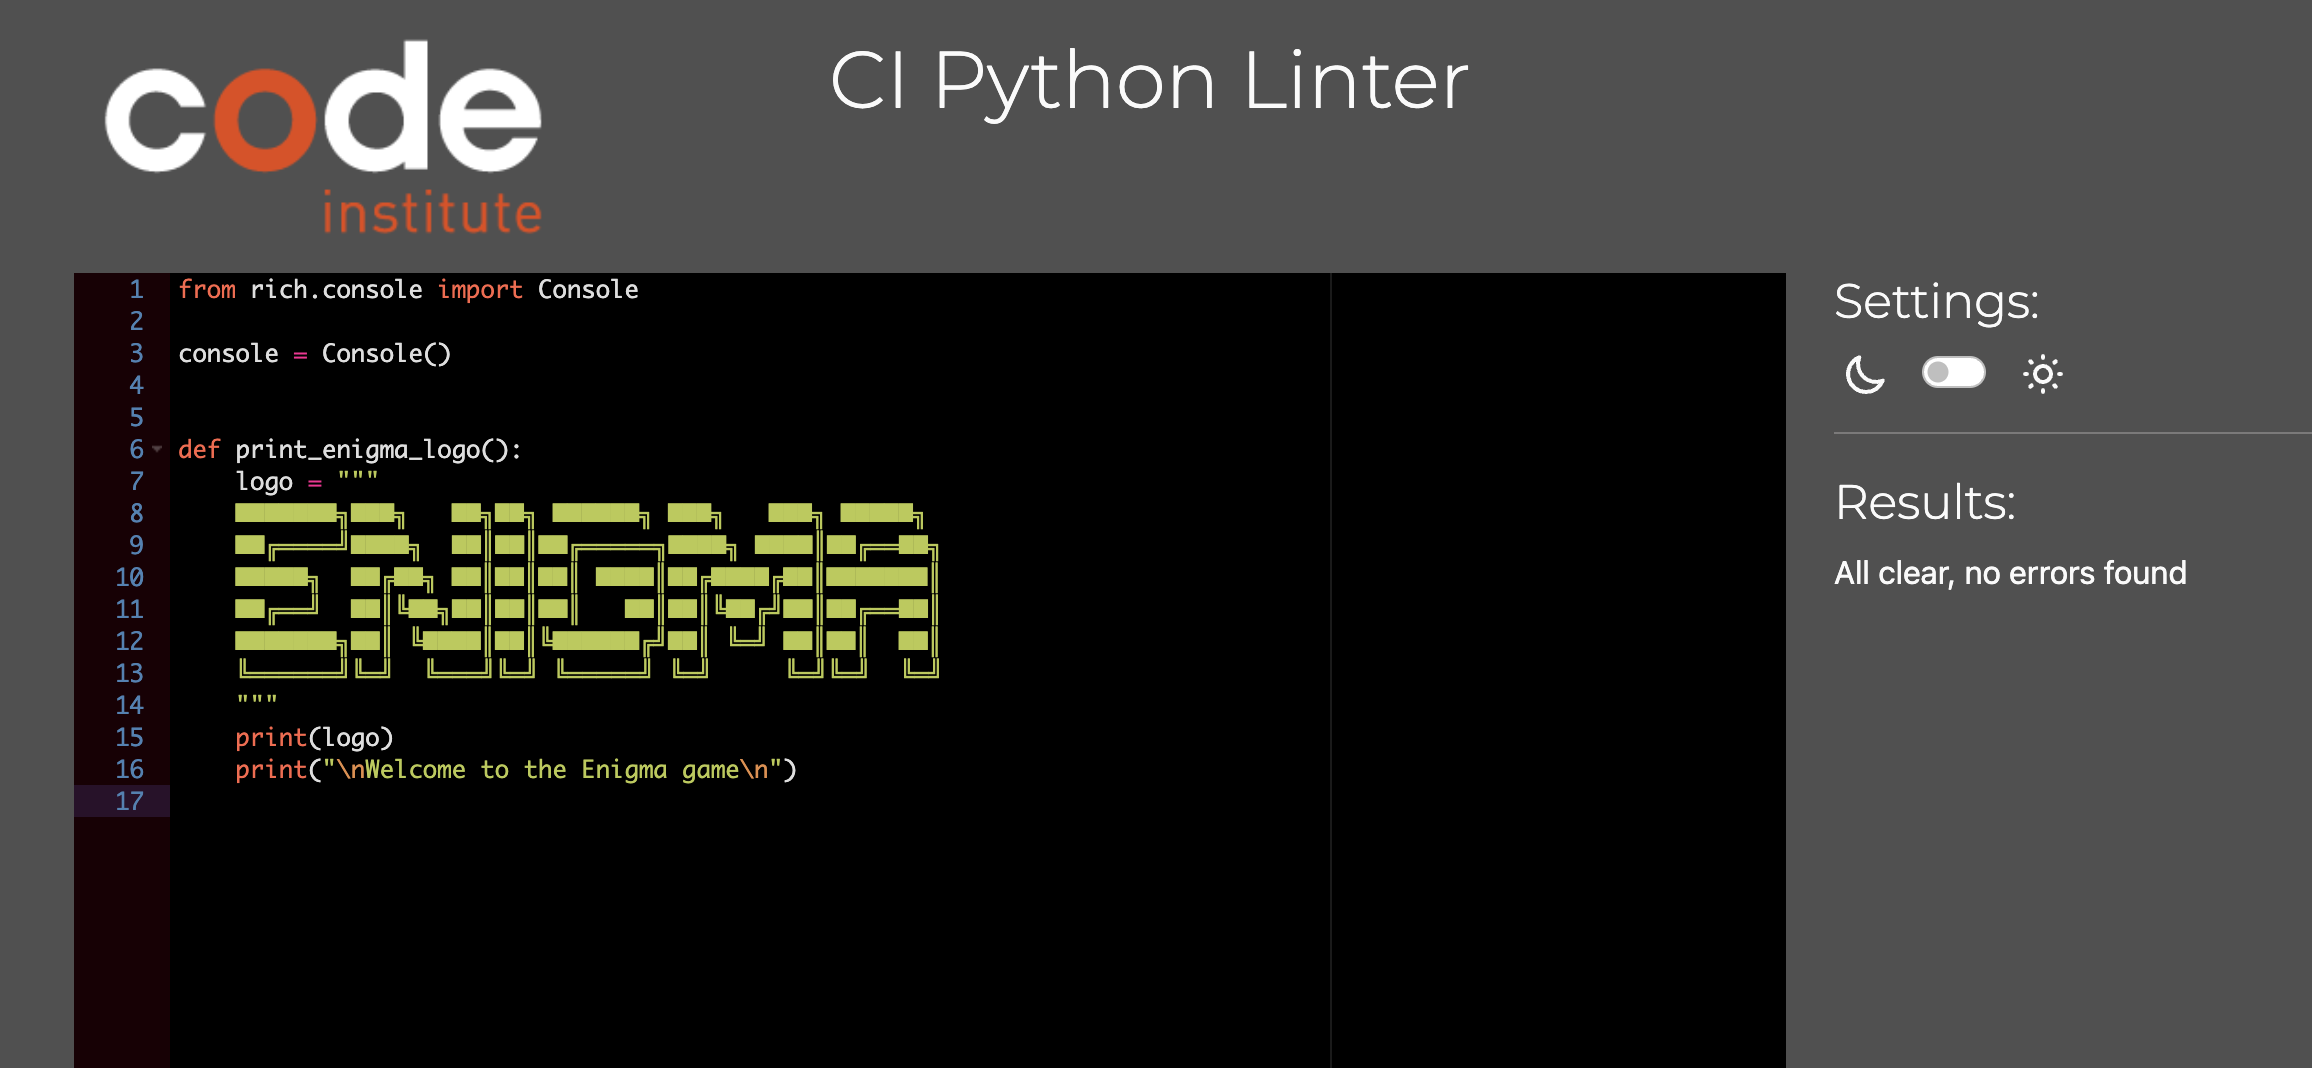 code
institute
CI Python Linter
1 from rich.console import Console
2
3 console = Console()
4
5
6 def print_enigma_logo():
7     logo = """
8     ███████╗███╗   ██╗██╗ ██████╗ ███╗   ███╗ █████╗
9     ██╔════╝████╗  ██║██║██╔══════╗████╗ ████║██╔══██╗
10     █████╗  ██╔██╗ ██║██║██║ ████║██╔████╔██║███████║
11     ██╔══╝  ██║╚██╗██║██║██║   ██║██║╚██╔╝██║██╔══██║
12     ███████╗██║ ╚████║██║╚██████╔╝██║ ╚═╝ ██║██║  ██║
13     ╚══════╝╚═╝  ╚═══╝╚═╝ ╚═════╝ ╚═╝     ╚═╝╚═╝  ╚═╝
14     """
15     print(logo)
16     print("\nWelcome to the Enigma game\n")
17
Settings:
Results:
All clear, no errors found